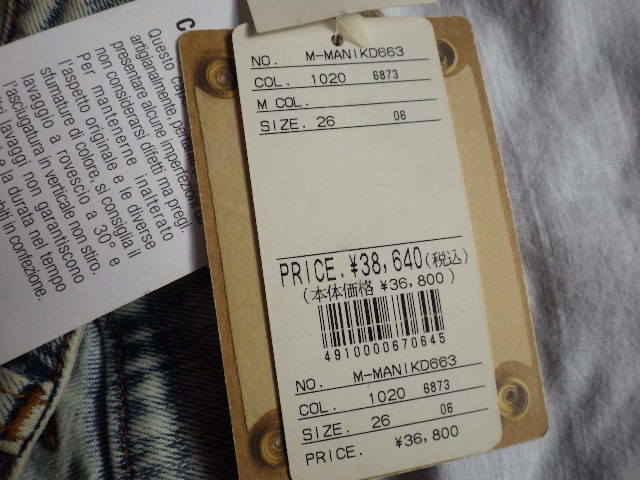 Questo capo
artigianalmente,
presentare alcune imperfezioni
non considerarsi difetti ma pregi.
Per mantenere inalterato
l'aspetto originale e le diverse
sfumature di colore, si consiglia il
lavaggio a rovescio a 30° e
l'asciugatura in verticale non stiro.
lavaggi non garantiscono
e la durata nel tempo
in confezione.
NO. M-MANIKD663
COL. 1020 6873
M COL.
SIZE. 26 06
PRICE. ¥38,640(税込)
(本体価格 ¥36,800)
4910000670645
NO. M-MANIKD663
COL. 1020 6873
SIZE. 26 06
PRICE. ¥36,800